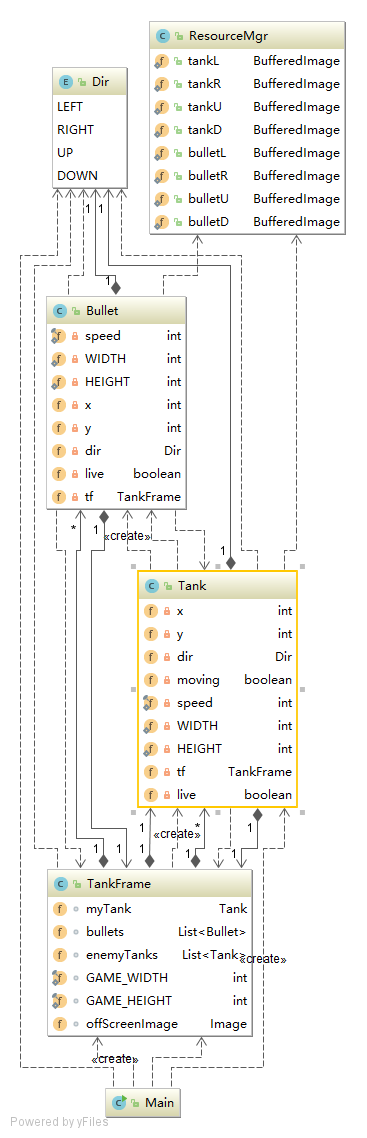 ResourceMgr
tankL BufferedImage
tankR BufferedImage
tankU BufferedImage
tankD BufferedImage
bulletL BufferedImage
bulletR BufferedImage
bulletU BufferedImage
bulletD BufferedImage
E Dir
LEFT
RIGHT
UP
DOWN
1 1
1 1
C Bullet
f speed int
f WIDTH int
f HEIGHT int
f x int
f y int
f dir Dir
f live boolean
f tf TankFrame
* 1 «create» 1
C Tank
f x int
f y int
f dir Dir
f moving boolean
f speed int
f WIDTH int
f HEIGHT int
f tf TankFrame
f live boolean
1 «create» * 1
1 1 1 1 1
C TankFrame
f myTank Tank
f bullets List<Bullet>
f enemyTanks List<Tank>
«create»
f GAME_WIDTH int
f GAME_HEIGHT int
f offScreenImage Image
«create»
C Main
Powered by yFiles